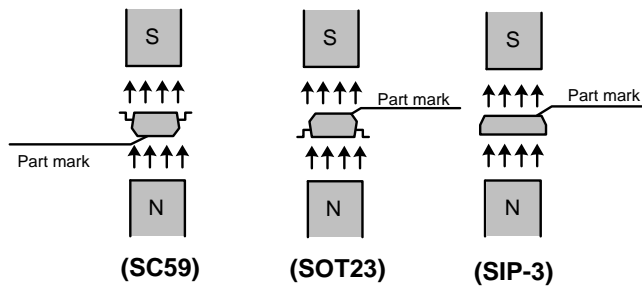 S S S
Part mark Part mark
Part mark
N N N
(SC59) (SOT23) (SIP-3)